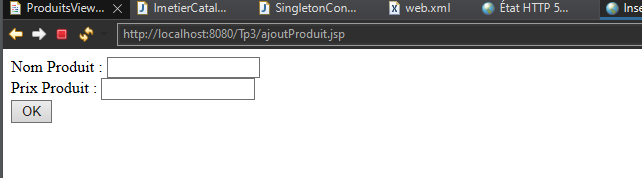 ProduitsView...
ImetierCatal...
SingletonCon...
web.xml
État HTTP 5...
Inse
http://localhost:8080/Tp3/ajoutProduit.jsp
Nom Produit :
Prix Produit :
OK